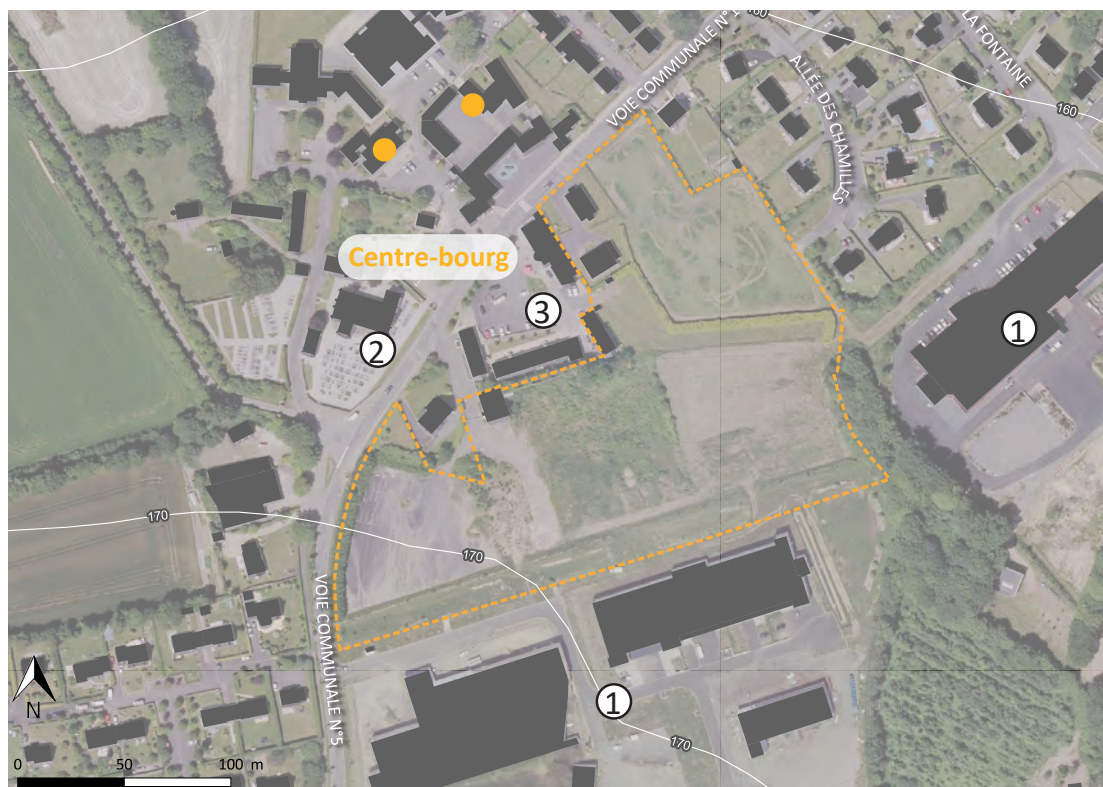 VOIE COMMUNALE N°1
160
LA FONTAINE
ALLÉE DES CHAMILLES
160
Centre-bourg
3
1
2
170
170
VOIE COMMUNALE N°5
1
170
N
0 50 100 m